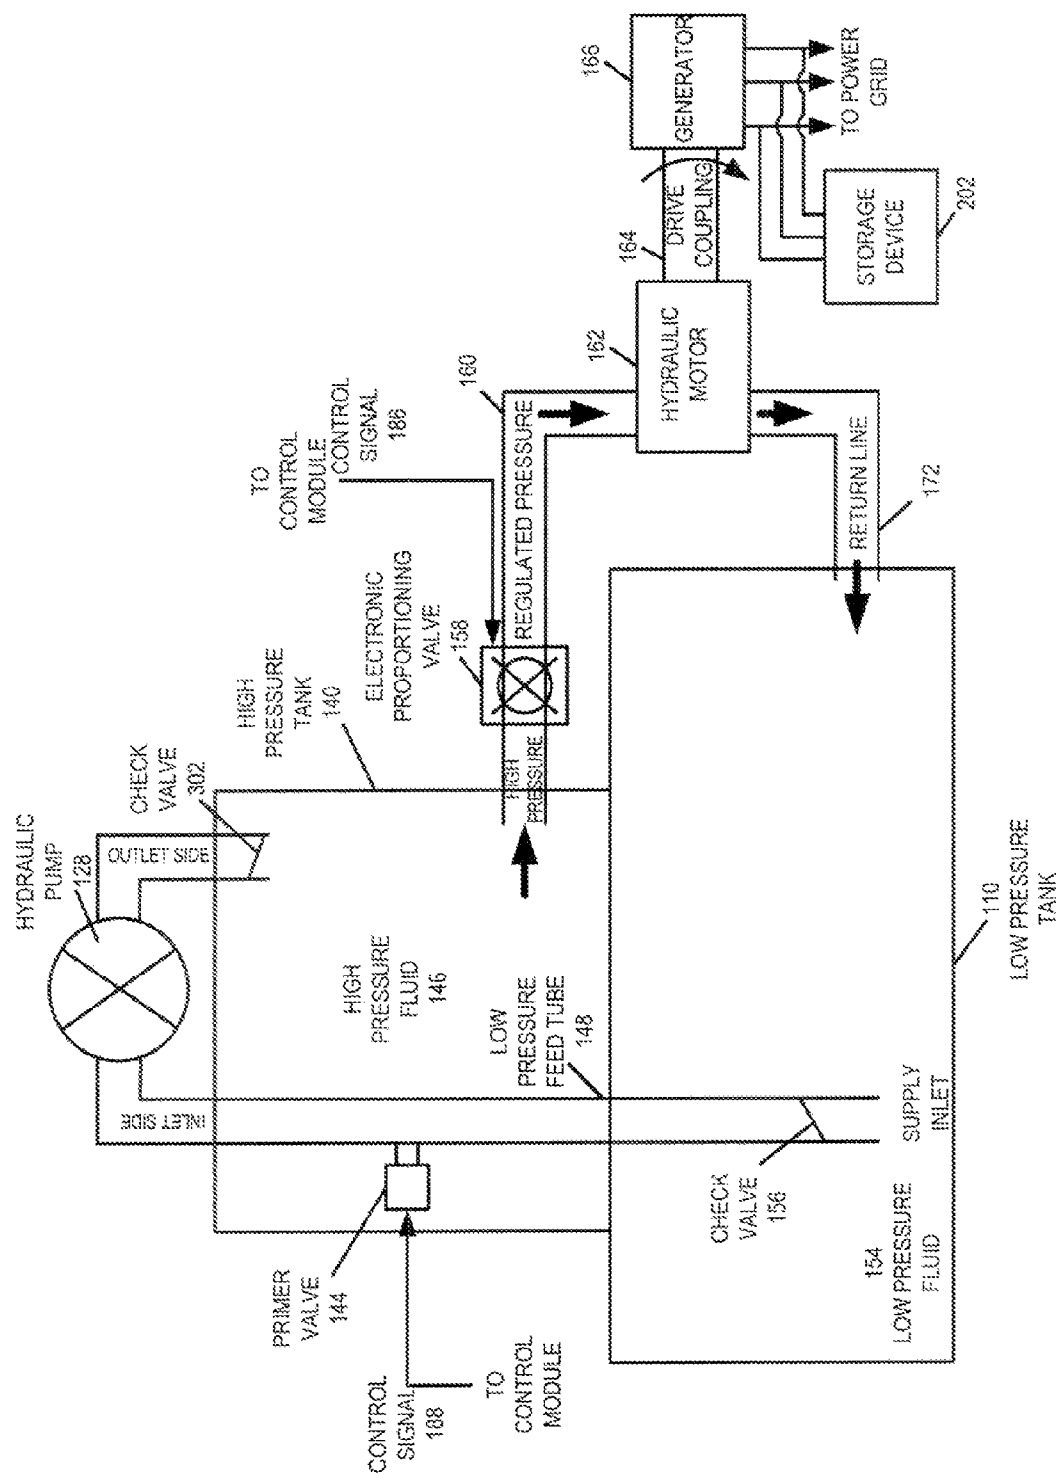 HYDRAULIC
PUMP
128
CHECK
VALVE
302
OUTLET SIDE
INLET SIDE
HIGH
PRESSURE
TANK
140
HIGH
PRESSURE
FLUID
146
PRIMER
VALVE
144
CONTROL
SIGNAL
188
TO
CONTROL
MODULE
LOW
PRESSURE
FEED TUBE
148
HIGH
PRESSURE
ELECTRONIC
PROPORTIONING
VALVE
158
TO
CONTROL
MODULE
CONTROL
SIGNAL
186
REGULATED PRESSURE
160
HYDRAULIC
MOTOR
162
DRIVE
COUPLING
164
GENERATOR
166
TO POWER
GRID
STORAGE
DEVICE
202
RETURN LINE
172
CHECK
VALVE
156
SUPPLY
INLET
154
LOW PRESSURE
FLUID
110
LOW PRESSURE
TANK